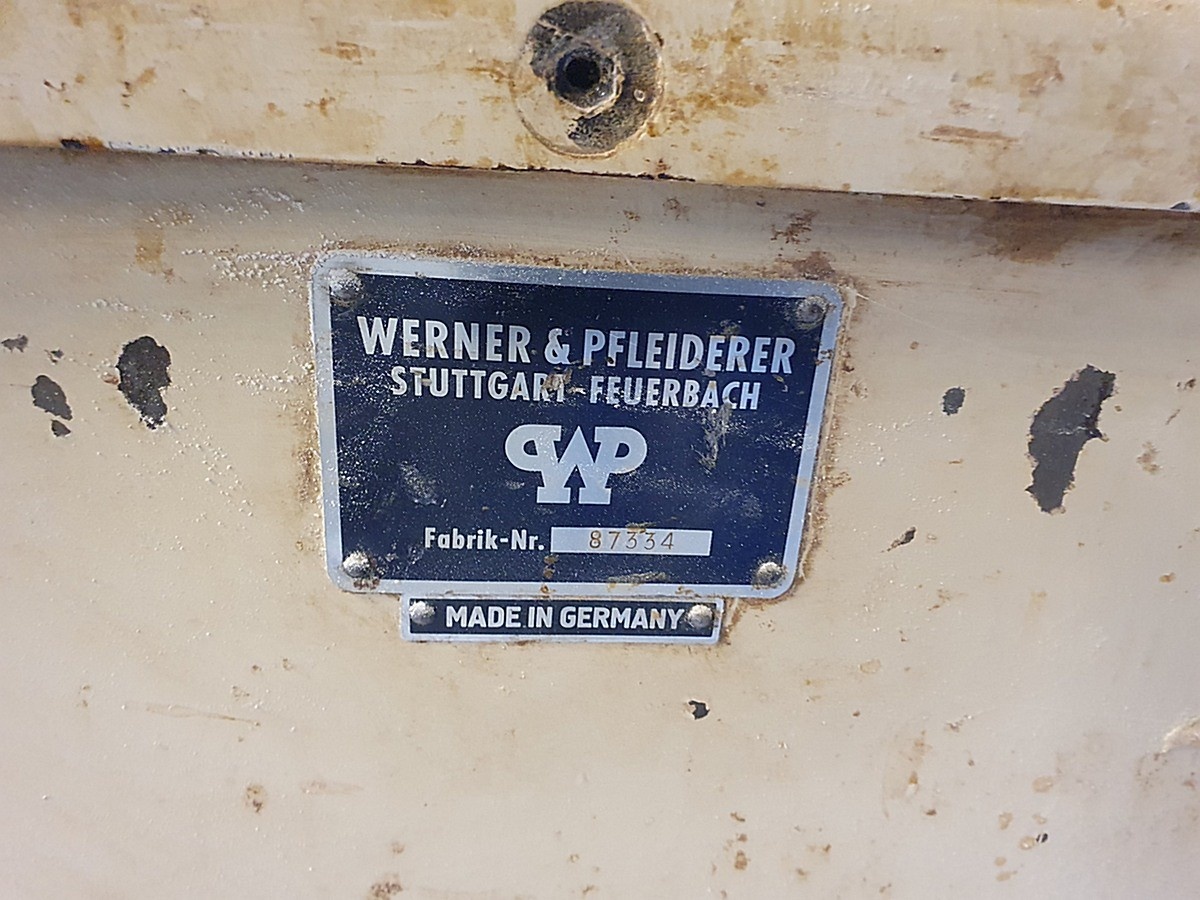 WERNER & PFLEIDERER
STUTTGART-FEUERBACH
WP
Fabrik-Nr. 87334
MADE IN GERMANY